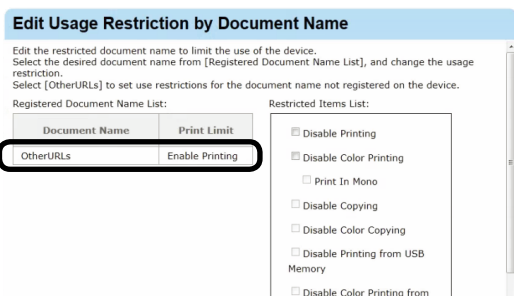 Edit Usage Restriction by Document Name
Edit the restricted document name to limit the use of the device.
Select the desired document name from [Registered Document Name List], and change the usage
restriction.
Select [OtherURLs] to set use restrictions for the document name not registered on the device.
Registered Document Name List:
Restricted Items List:
Document Name Print Limit
OtherURLs Enable Printing
Disable Printing
Disable Color Printing
Print In Mono
Disable Copying
Disable Color Copying
Disable Printing from USB
Memory
Disable Color Printing from